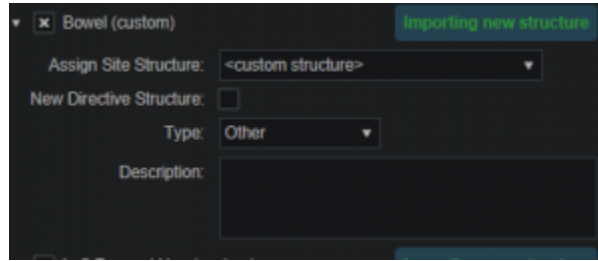 Bowel (custom) Importing new structure
Assign Site Structure: <custom structure>
New Directive Structure:
Type: Other
Description: